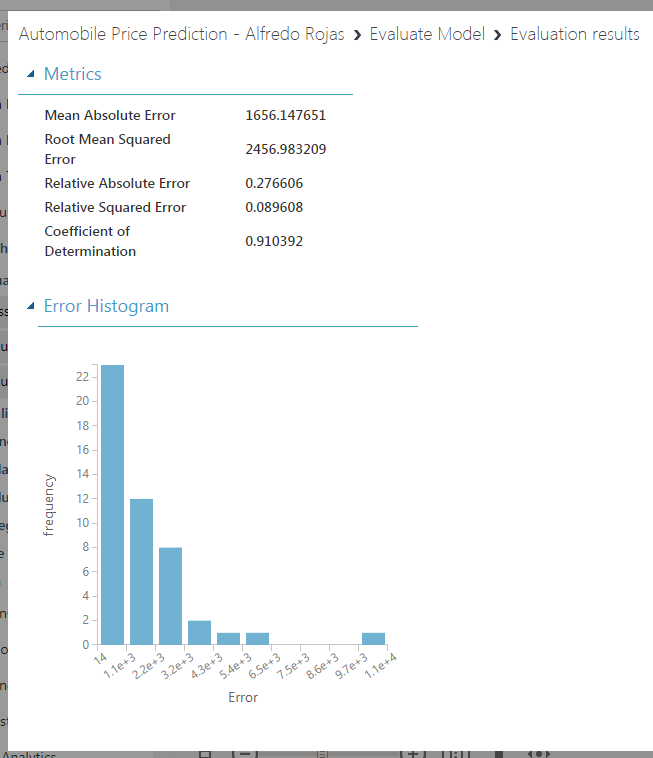 Automobile Price Prediction - Alfredo Rojas ❯ Evaluate Model ❯ Evaluation results
Metrics
Mean Absolute Error 1656.147651
Root Mean Squared
Error 2456.983209
Relative Absolute Error 0.276606
Relative Squared Error 0.089608
Coefficient of
Determination 0.910392
Error Histogram
22
20
18
16
14
12
10
8
6
4
2
0
frequency
14 1.1e+3 2.2e+3 3.2e+3 4.3e+3 5.4e+3 6.5e+3 7.5e+3 8.6e+3 9.7e+3 1.1e+4
Error
Analytics